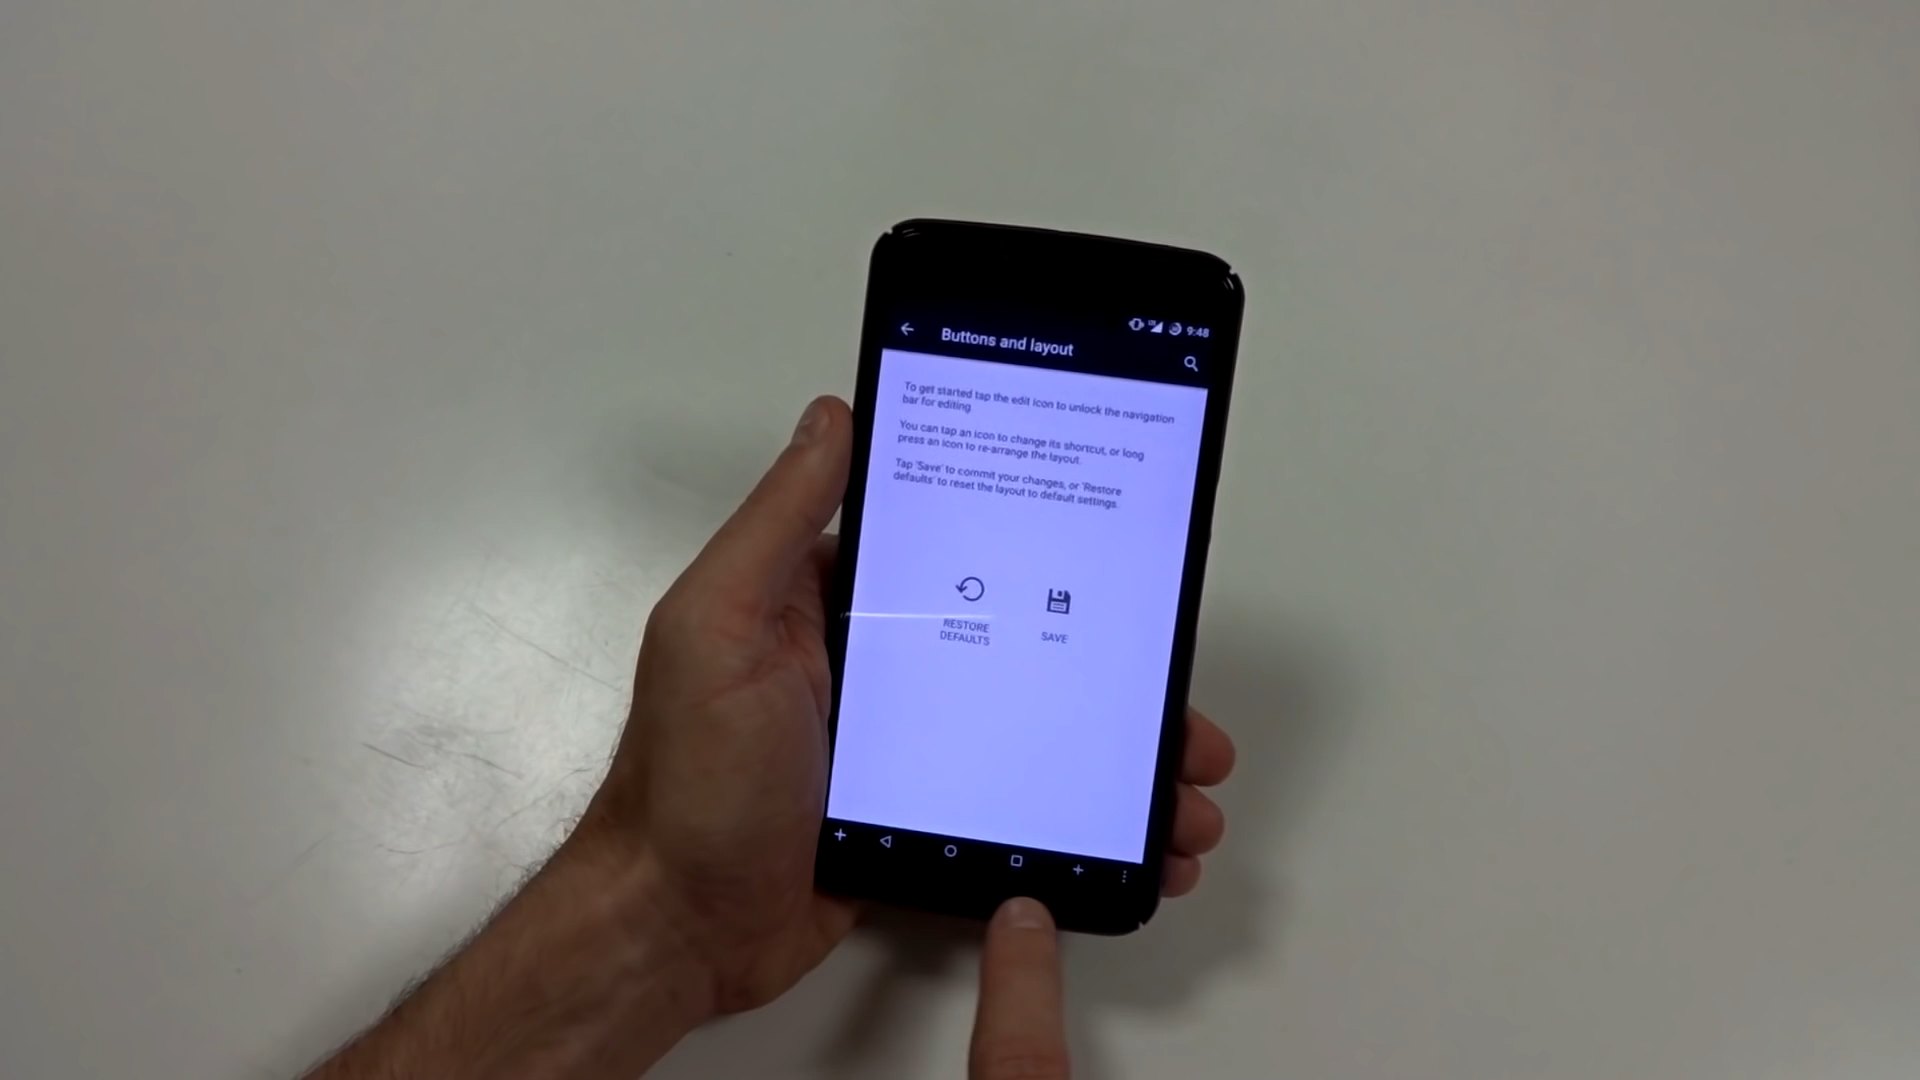 9:48
Buttons and layout
To get started tap the edit icon to unlock the navigation
bar for editing
You can tap an icon to change its shortcut, or long
press an icon to re-arrange the layout.
Tap 'Save' to commit your changes, or 'Restore
defaults' to reset the layout to default settings.
RESTORE
DEFAULTS
SAVE